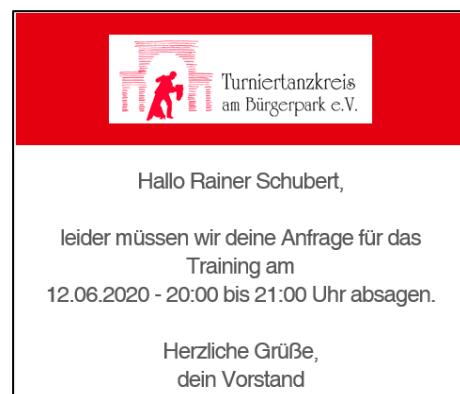 Turniertanzkreis
am Bürgerpark e.V.
Hallo Rainer Schubert,
leider müssen wir deine Anfrage für das
Training am
12.06.2020 - 20:00 bis 21:00 Uhr absagen.
Herzliche Grüße,
dein Vorstand